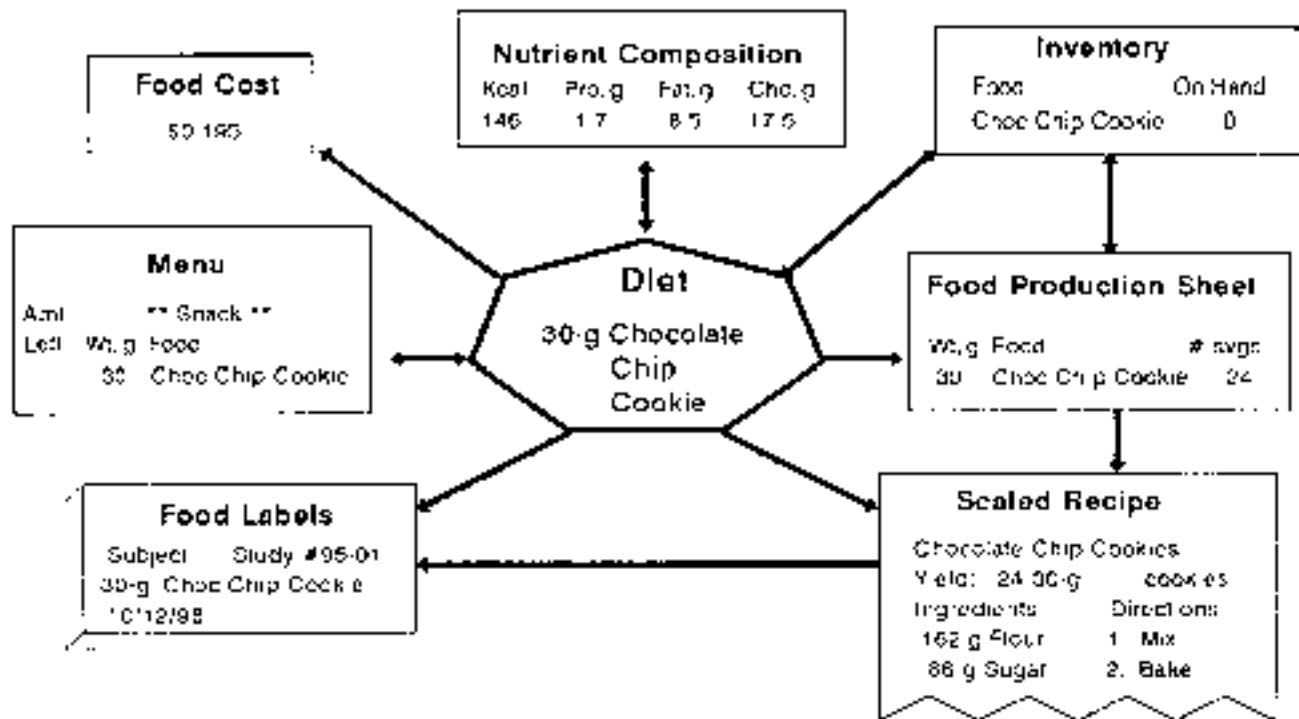 Food Cost
Nutrient Composition
Kcal Pro, g Fat, g Cho, g
146 1.7 8.5 17.5
Inventory
Food On Hand
Choc Chip Cookie 0
Menu
Amt ** Snack **
Left Wt, g Food
30 Choc Chip Cookie
Diet
30-g Chocolate
Chip
Cookie
Food Production Sheet
Wt, g Food # svgs
30 Choc Chip Cookie 24
Food Labels
Subject Study #95-01
30-g Choc Chip Cookie
Scaled Recipe
Chocolate Chip Cookies
Yield: 24 30-g cookies
Ingredients Directions
g Flour 1. Mix
g Sugar 2. Bake